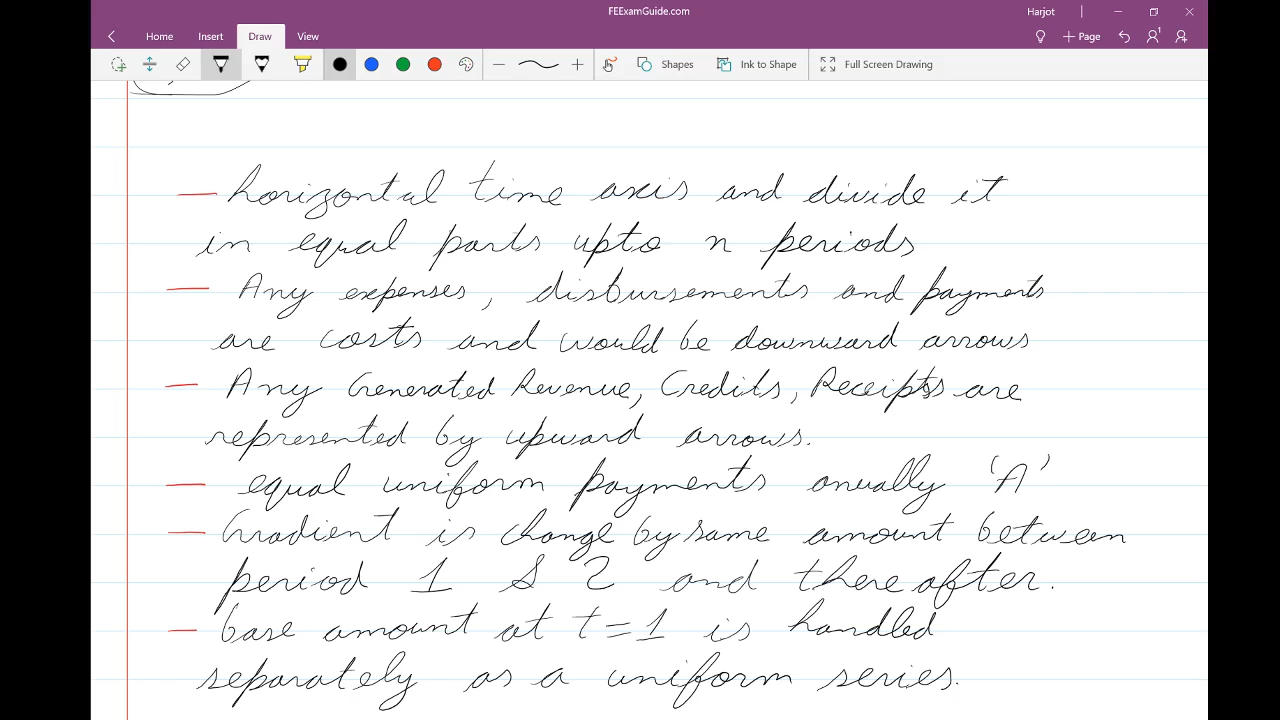 FEExamGuide.com
Harjot
Home Insert Draw View
+ Page
Shapes Ink to Shape Full Screen Drawing
— horizontal time axis and divide it
in equal parts upto n periods
— Any expenses, disbursements and payments
are costs and would be downward arrows
— Any Generated Revenue, Credits, Receipts are
represented by upward arrows.
— equal uniform payments anually 'A'
— Gradient is change by same amount between
period 1 & 2 and thereafter.
— base amount at t=1 is handled
separately as a uniform series.